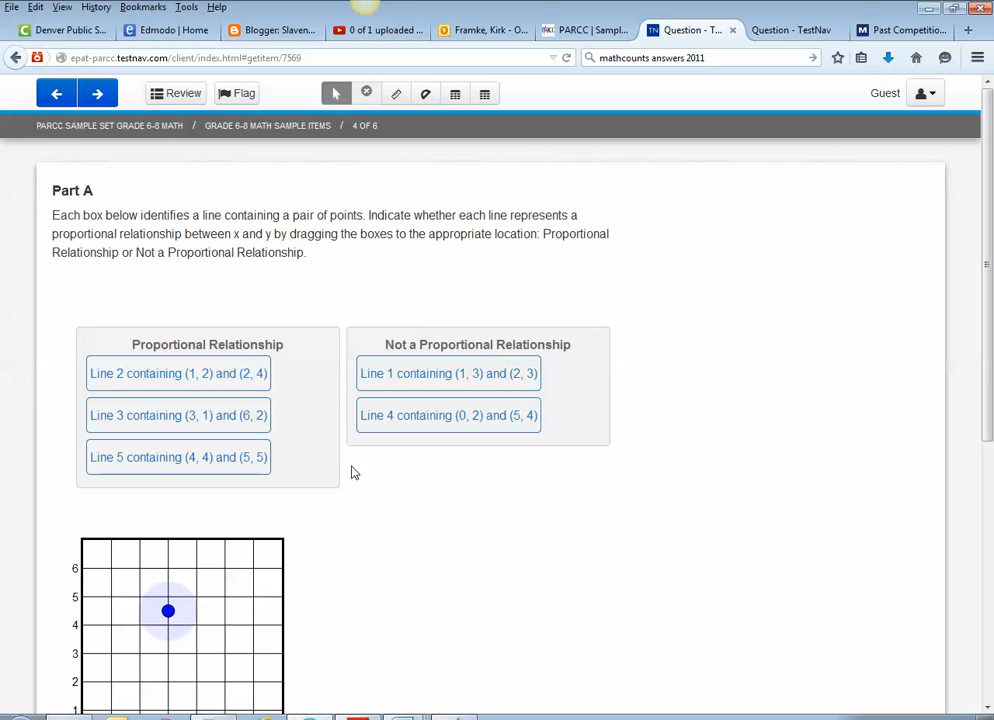 File Edit View History Bookmarks Tools Help
Denver Public S... Edmodo | Home Blogger: Slaven... 0 of 1 uploaded ... Framke, Kirk - O... PARCC | Sampl... Question - T... Question - TestNav Past Competitio...
epat-parcc.testnav.com/client/index.html#getitem/7569 mathcounts answers 2011
Review Flag Guest
PARCC SAMPLE SET GRADE 6-8 MATH / GRADE 6-8 MATH SAMPLE ITEMS / 4 OF 6
Part A
Each box below identifies a line containing a pair of points. Indicate whether each line represents a
proportional relationship between x and y by dragging the boxes to the appropriate location: Proportional
Relationship or Not a Proportional Relationship.
Proportional Relationship Not a Proportional Relationship
Line 2 containing (1, 2) and (2, 4) Line 1 containing (1, 3) and (2, 3)
Line 3 containing (3, 1) and (6, 2) Line 4 containing (0, 2) and (5, 4)
Line 5 containing (4, 4) and (5, 5)
6
5
4
3
2
1